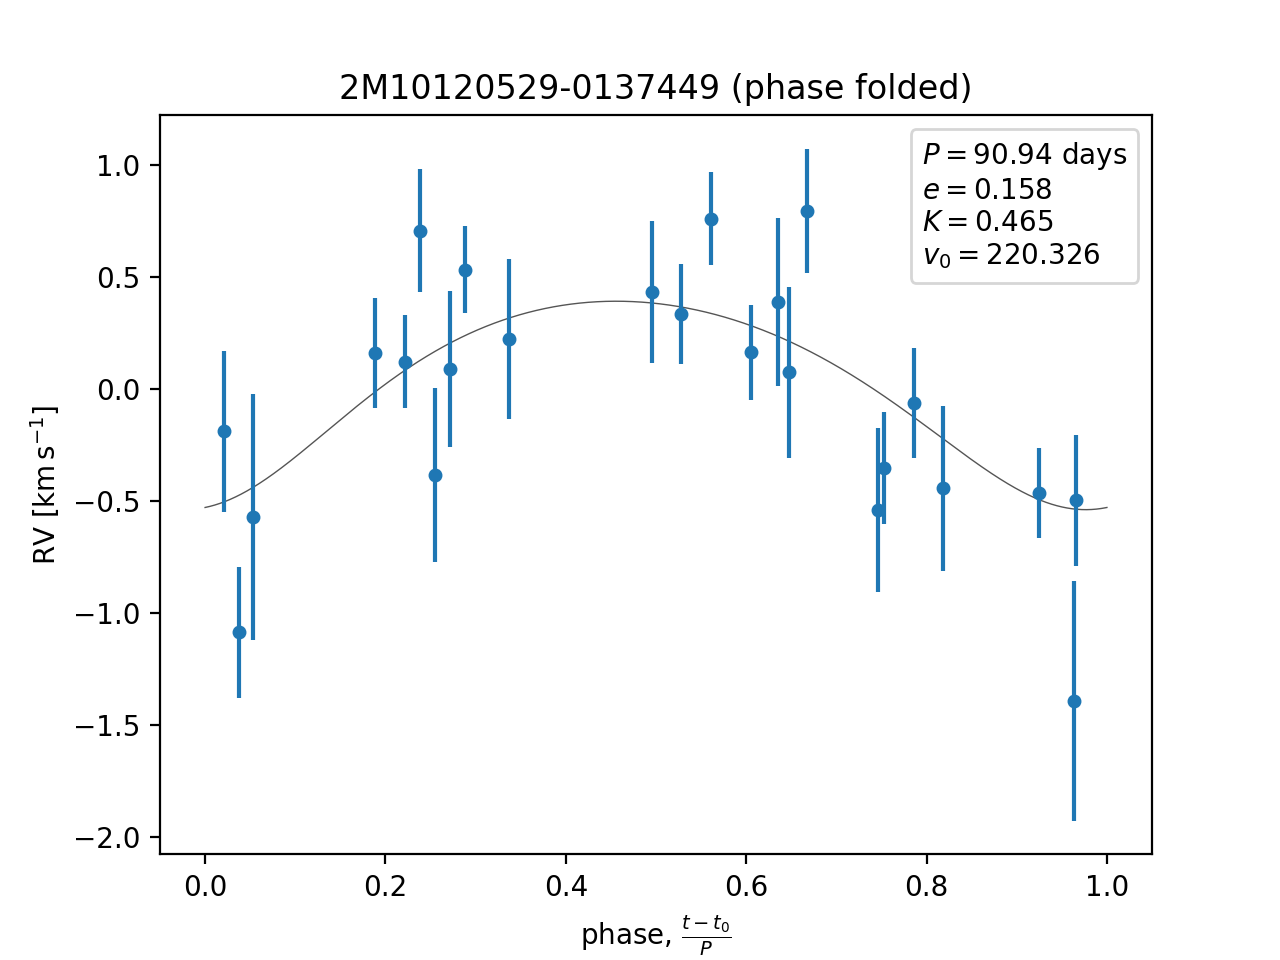 2M10120529-0137449 (phase folded)
P = 90.94 days
e = 0.158
K = 0.465
v₀ = 220.326
1.0
0.5
0.0
−0.5
−1.0
−1.5
−2.0
RV [km s⁻¹]
0.0 0.2 0.4 0.6 0.8 1.0
phase, (t − t₀)/P